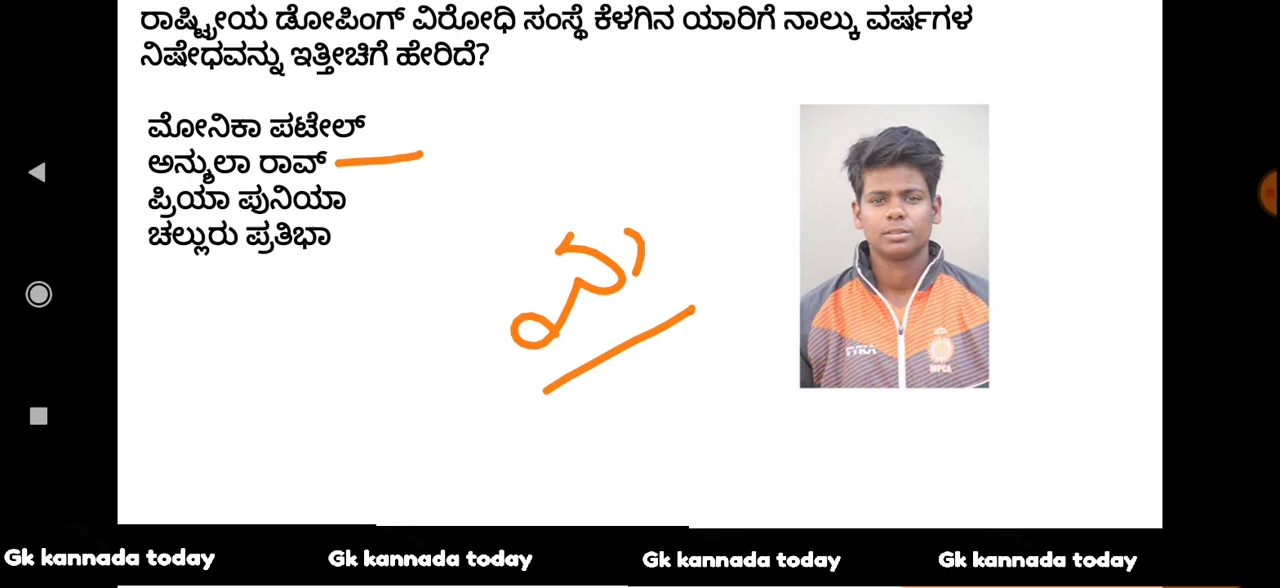 ರಾಷ್ಟ್ರೀಯ ಡೋಪಿಂಗ್ ವಿರೋಧಿ ಸಂಸ್ಥೆ ಕೆಳಗಿನ ಯಾರಿಗೆ ನಾಲ್ಕು ವರ್ಷಗಳ
ನಿಷೇಧವನ್ನು ಇತ್ತೀಚಿಗೆ ಹೇರಿದೆ?
ಮೋನಿಕಾ ಪಟೇಲ್
ಅನ್ಶುಲಾ ರಾವ್
ಪ್ರಿಯಾ ಪುನಿಯಾ
ಚಲ್ಲುರು ಪ್ರತಿಭಾ
MPCA
Gk kannada today Gk kannada today Gk kannada today Gk kannada today